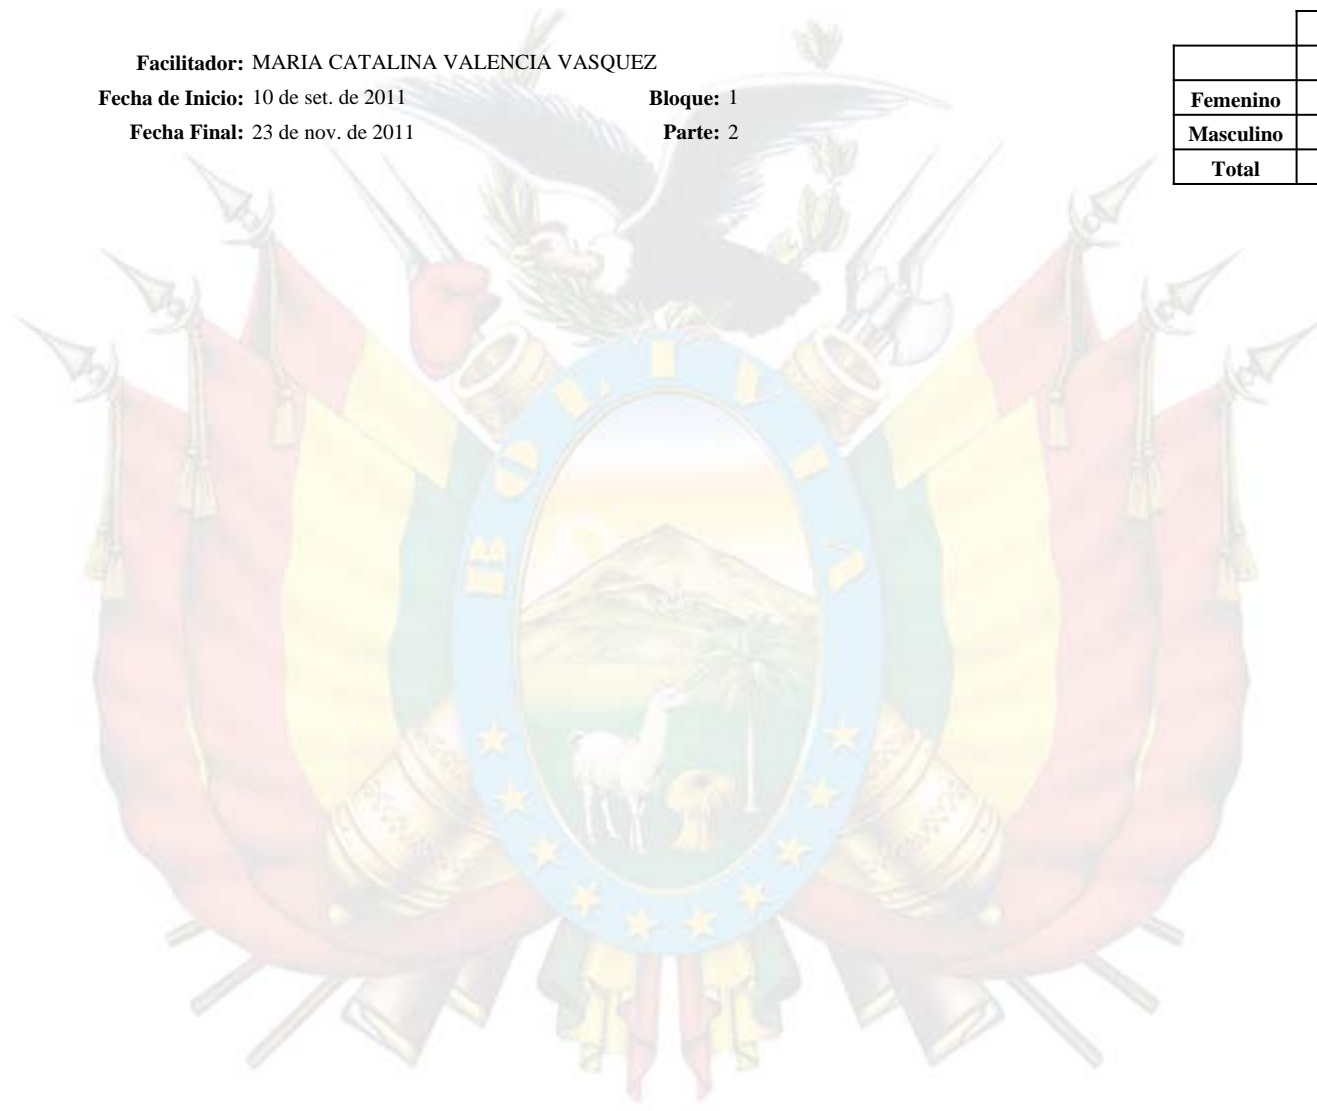 Facilitador: MARIA CATALINA VALENCIA VASQUEZ
Fecha de Inicio: 10 de set. de 2011 Bloque: 1
Fecha Final: 23 de nov. de 2011 Parte: 2
Femenino
Masculino
Total
BOLIVIA